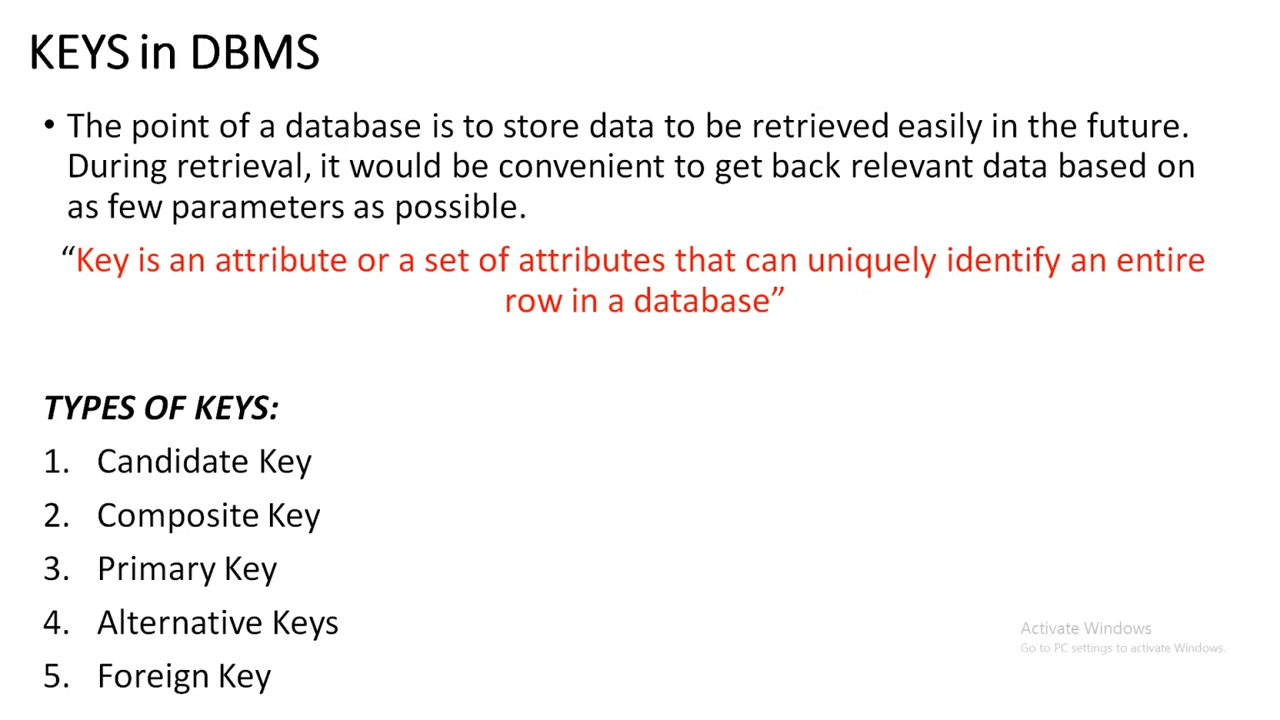 KEYS in DBMS
• The point of a database is to store data to be retrieved easily in the future.
During retrieval, it would be convenient to get back relevant data based on
as few parameters as possible.
“Key is an attribute or a set of attributes that can uniquely identify an entire
row in a database”
TYPES OF KEYS:
1. Candidate Key
2. Composite Key
3. Primary Key
4. Alternative Keys
5. Foreign Key
Activate Windows
Go to PC settings to activate Windows.